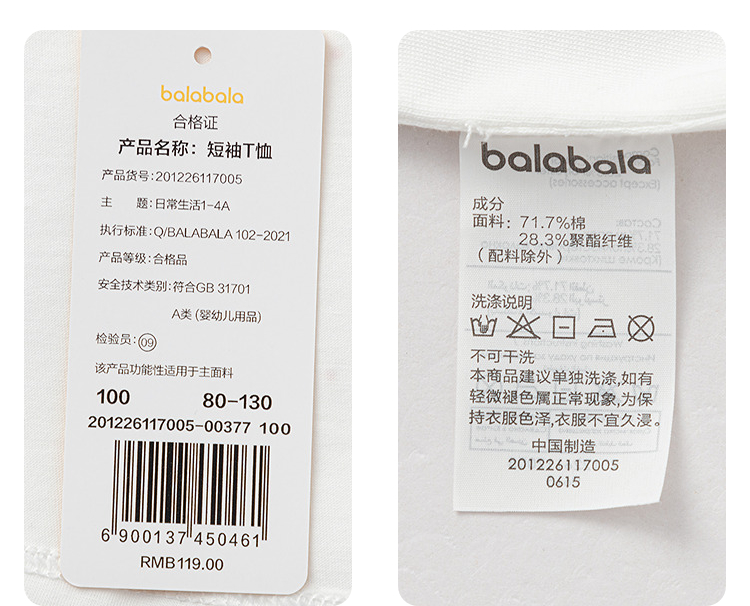 balabala
合格证
产品名称：短袖T恤
产品货号：201226117005
主　　题：日常生活1-4A
执行标准：Q/BALABALA 102-2021
产品等级：合格品
安全技术类别：符合GB 31701
A类（婴幼儿用品）
检验员：09
该产品功能性适用于主面料
100 80-130
201226117005-00377 100
6 900137 450461
RMB119.00
balabala
成分
面料：71.7%棉
28.3%聚酯纤维
（配料除外）
洗涤说明
不可干洗
本商品建议单独洗涤,如有
轻微褪色属正常现象,为保
持衣服色泽,衣服不宜久浸。
中国制造
201226117005
0615